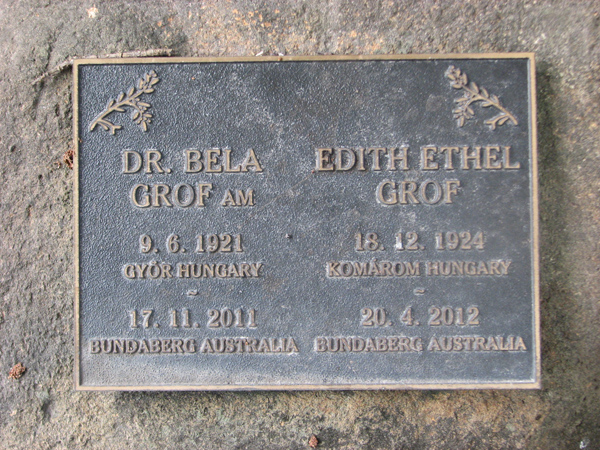 DR. BELA
GROF AM
9. 6. 1921
GYÖR HUNGARY
~
17. 11. 2011
BUNDABERG AUSTRALIA
EDITH ETHEL
GROF
18. 12. 1924
KOMÁROM HUNGARY
~
20. 4. 2012
BUNDABERG AUSTRALIA